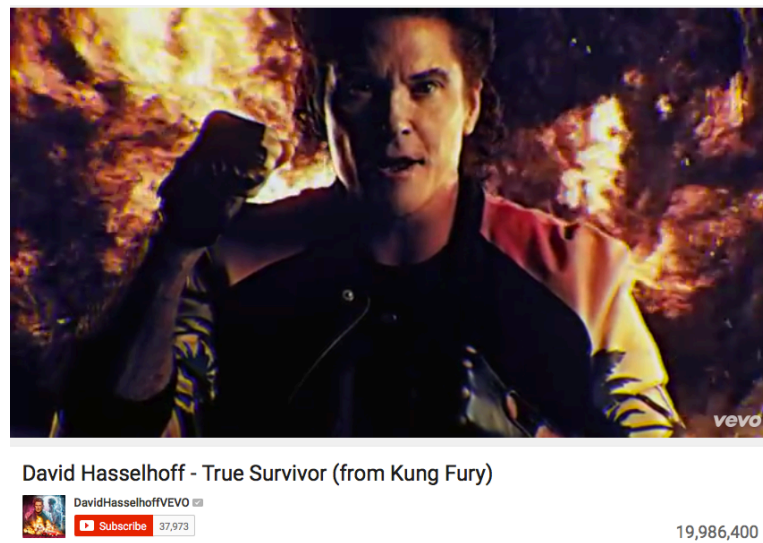 vevo
David Hasselhoff - True Survivor (from Kung Fury)
DavidHasselhoffVEVO
Subscribe 37,973
19,986,400